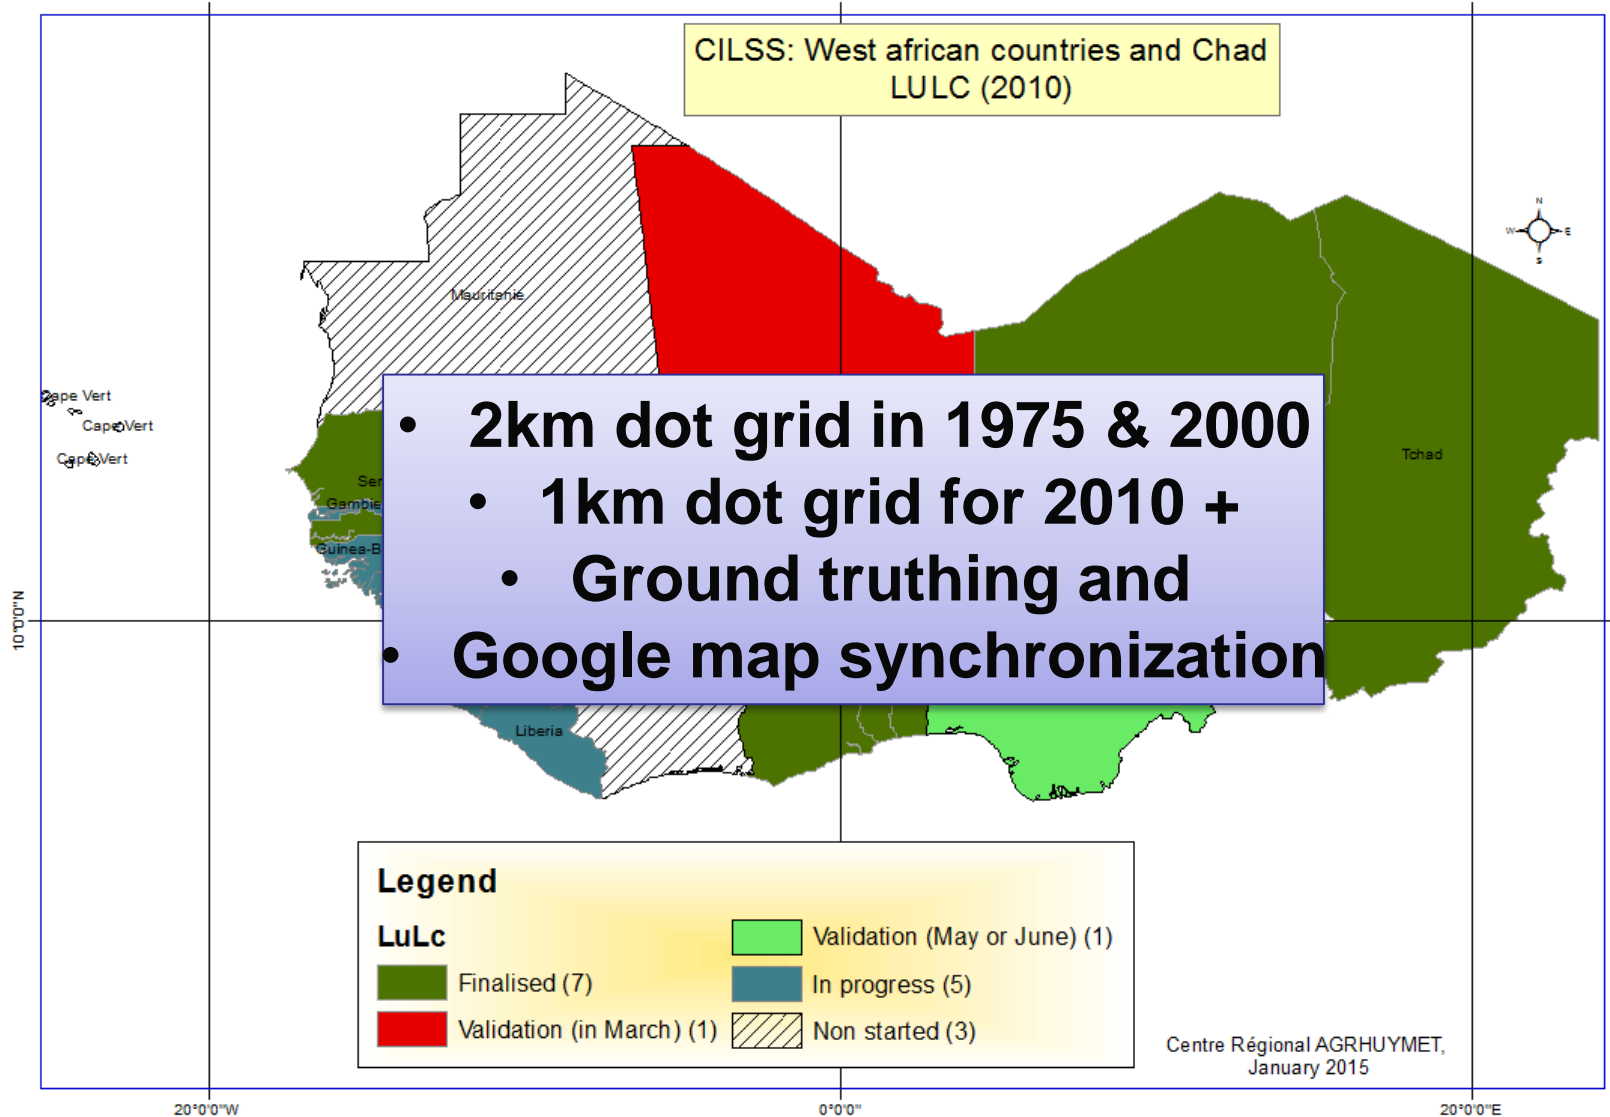 CILSS: West african countries and Chad
LULC (2010)
N
W
E
S
Mauritanie
Cape Vert
Cape Vert
Cape Vert
Tchad
Gambie
Liberia
• 2km dot grid in 1975 & 2000
• 1km dot grid for 2010 +
• Ground truthing and
• Google map synchronization
10°0'0"N
Legend
LuLc
Finalised (7)
Validation (in March) (1)
Validation (May or June) (1)
In progress (5)
Non started (3)
Centre Régional AGRHUYMET,
January 2015
20°0'0"W
0°0'0"
20°0'0"E